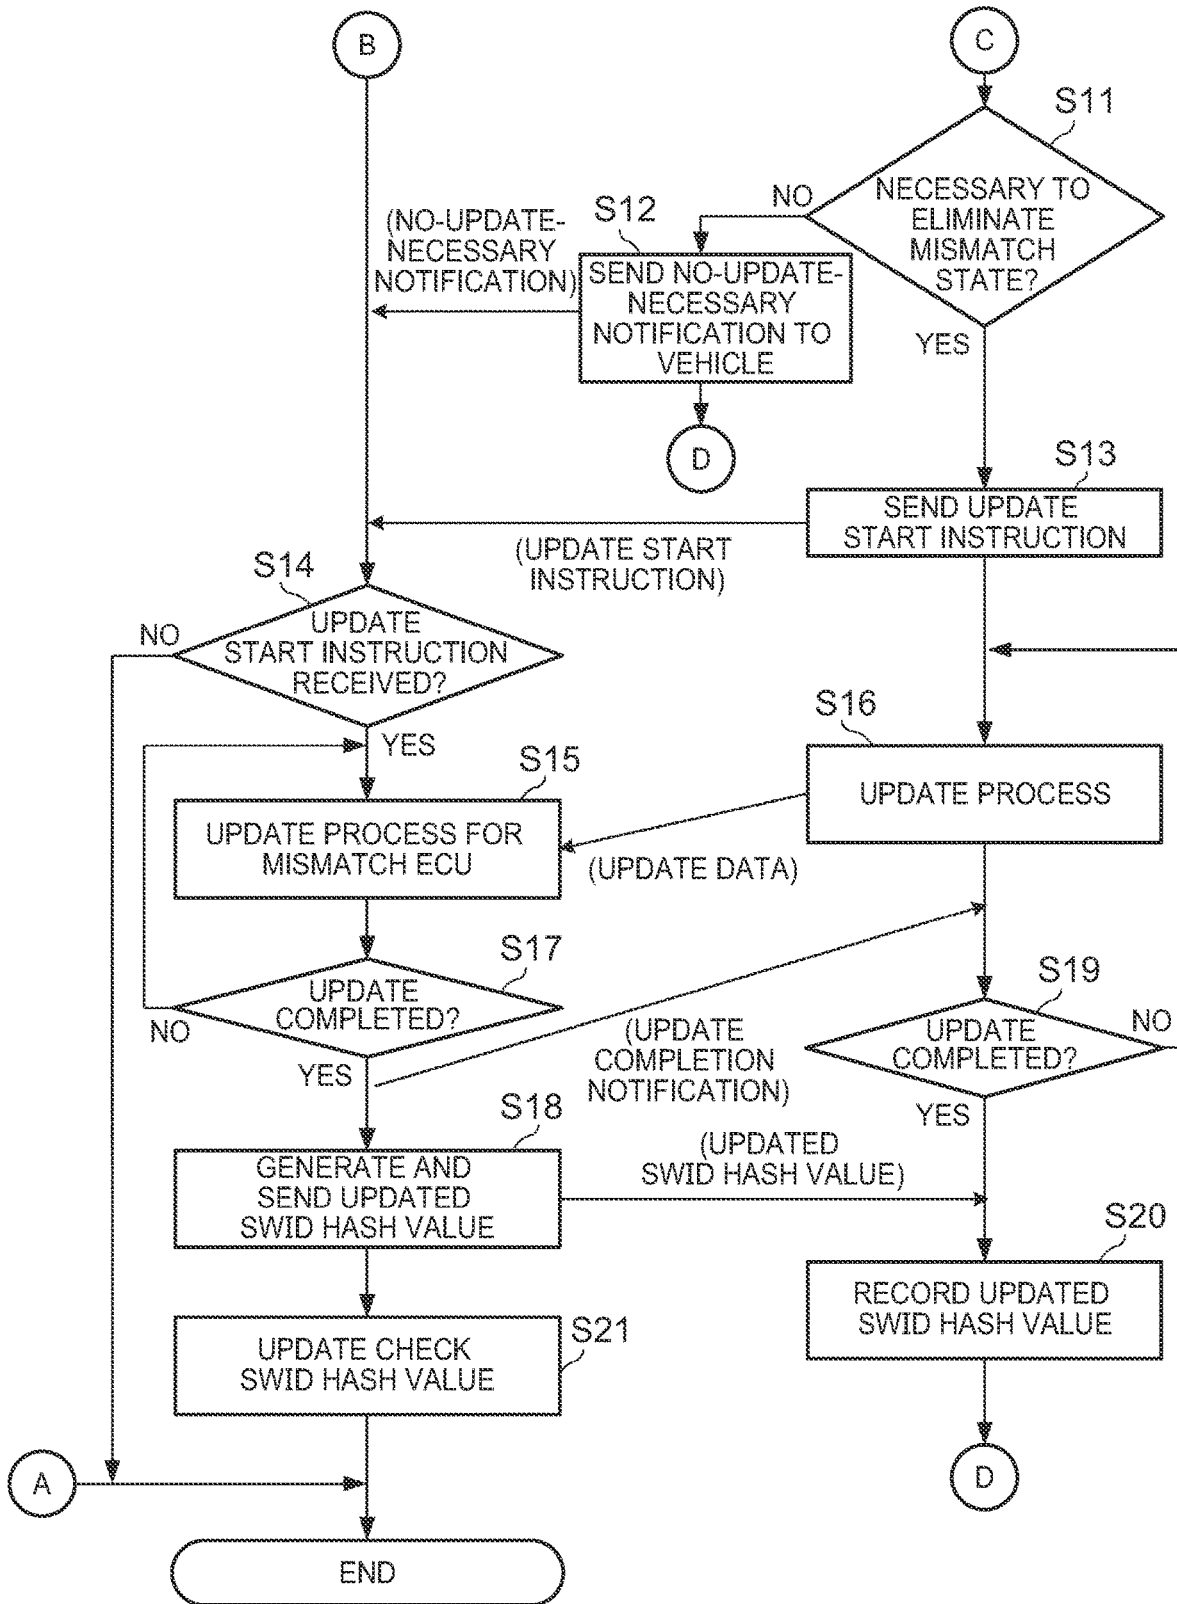 B
C
S11
NECESSARY TO
ELIMINATE
MISMATCH
STATE?
NO
YES
S12
(NO-UPDATE-
NECESSARY
NOTIFICATION)
SEND NO-UPDATE-
NECESSARY
NOTIFICATION TO
VEHICLE
D
S13
SEND UPDATE
START INSTRUCTION
(UPDATE START
INSTRUCTION)
S14
UPDATE
START INSTRUCTION
RECEIVED?
NO
YES
S16
UPDATE PROCESS
S15
UPDATE PROCESS FOR
MISMATCH ECU
(UPDATE DATA)
S17
UPDATE
COMPLETED?
NO
YES
S19
UPDATE
COMPLETED?
NO
YES
(UPDATE
COMPLETION
NOTIFICATION)
S18
GENERATE AND
SEND UPDATED
SWID HASH VALUE
(UPDATED
SWID HASH VALUE)
S20
RECORD UPDATED
SWID HASH VALUE
S21
UPDATE CHECK
SWID HASH VALUE
A
D
END